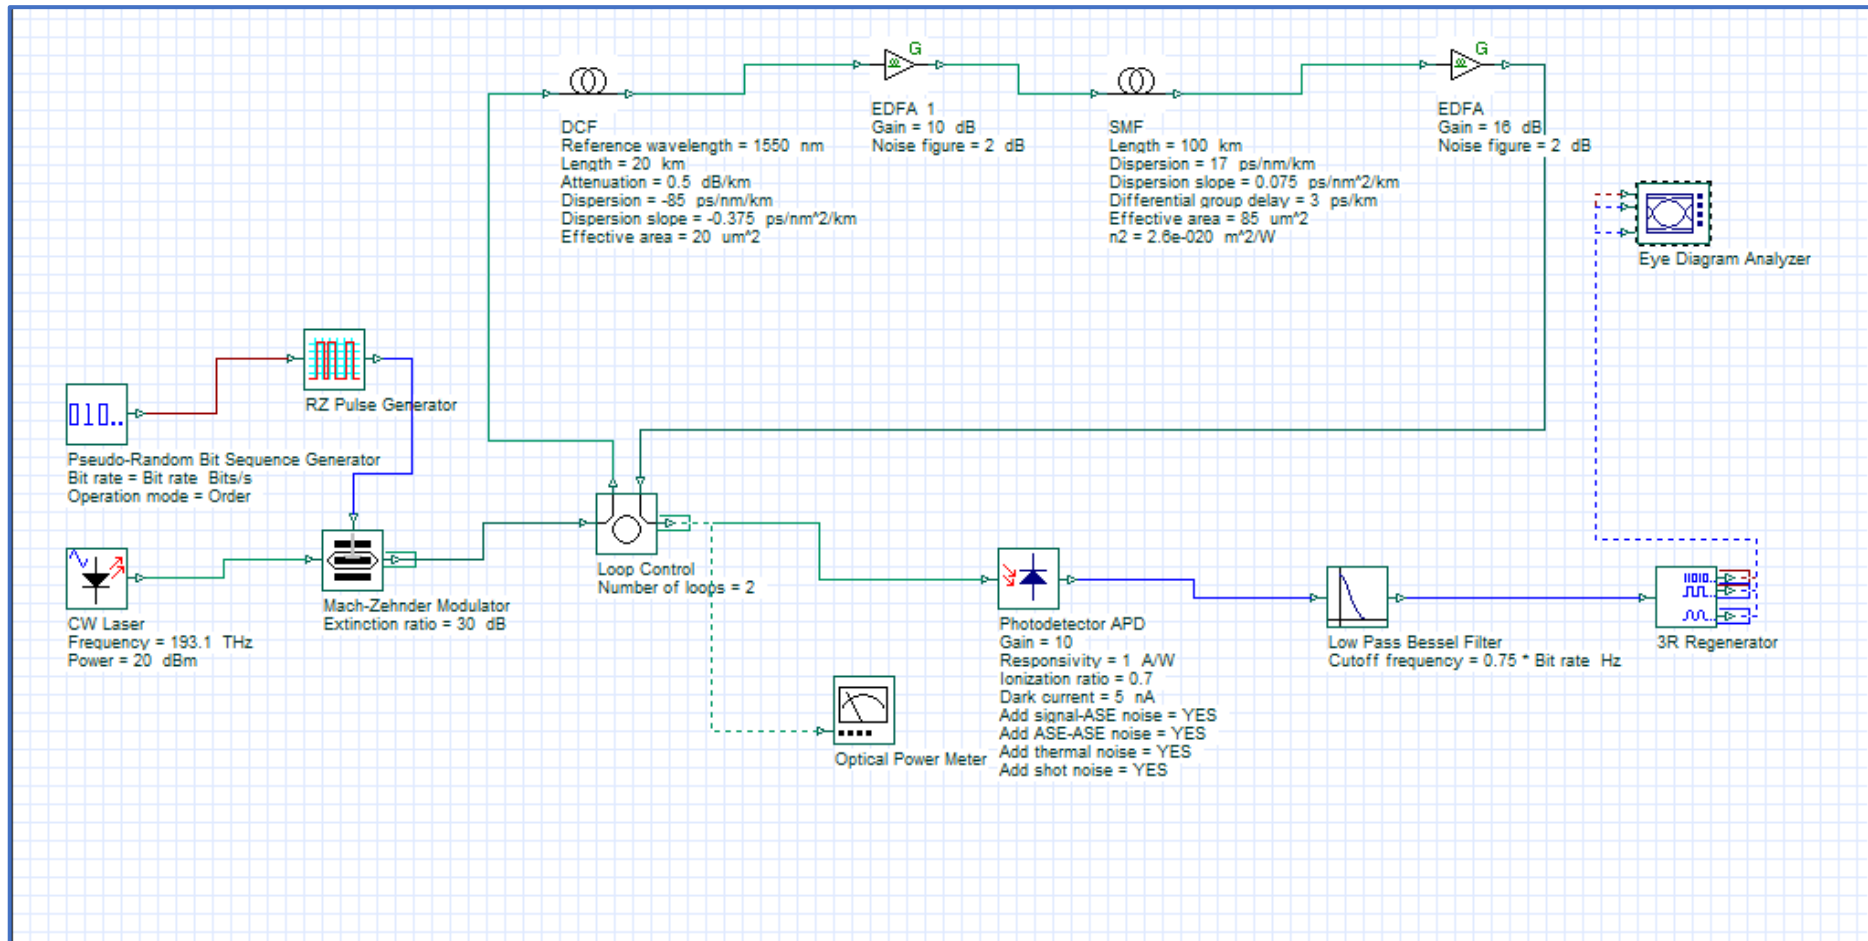 G
G
EDFA 1
Gain = 10 dB
Noise figure = 2 dB
EDFA
Gain = 16 dB
Noise figure = 2 dB
DCF
Reference wavelength = 1550 nm
Length = 20 km
Attenuation = 0.5 dB/km
Dispersion = -85 ps/nm/km
Dispersion slope = -0.375 ps/nm^2/km
Effective area = 20 um^2
SMF
Length = 100 km
Dispersion = 17 ps/nm/km
Dispersion slope = 0.075 ps/nm^2/km
Differential group delay = 3 ps/km
Effective area = 85 um^2
n2 = 2.6e-020 m^2/W
Eye Diagram Analyzer
RZ Pulse Generator
010..
Pseudo-Random Bit Sequence Generator
Bit rate = Bit rate Bits/s
Operation mode = Order
CW Laser
Frequency = 193.1 THz
Power = 20 dBm
Mach-Zehnder Modulator
Extinction ratio = 30 dB
Loop Control
Number of loops = 2
Photodetector APD
Gain = 10
Responsivity = 1 A/W
Ionization ratio = 0.7
Dark current = 5 nA
Add signal-ASE noise = YES
Add ASE-ASE noise = YES
Add thermal noise = YES
Add shot noise = YES
Optical Power Meter
Low Pass Bessel Filter
Cutoff frequency = 0.75 * Bit rate Hz
11010..
3R Regenerator